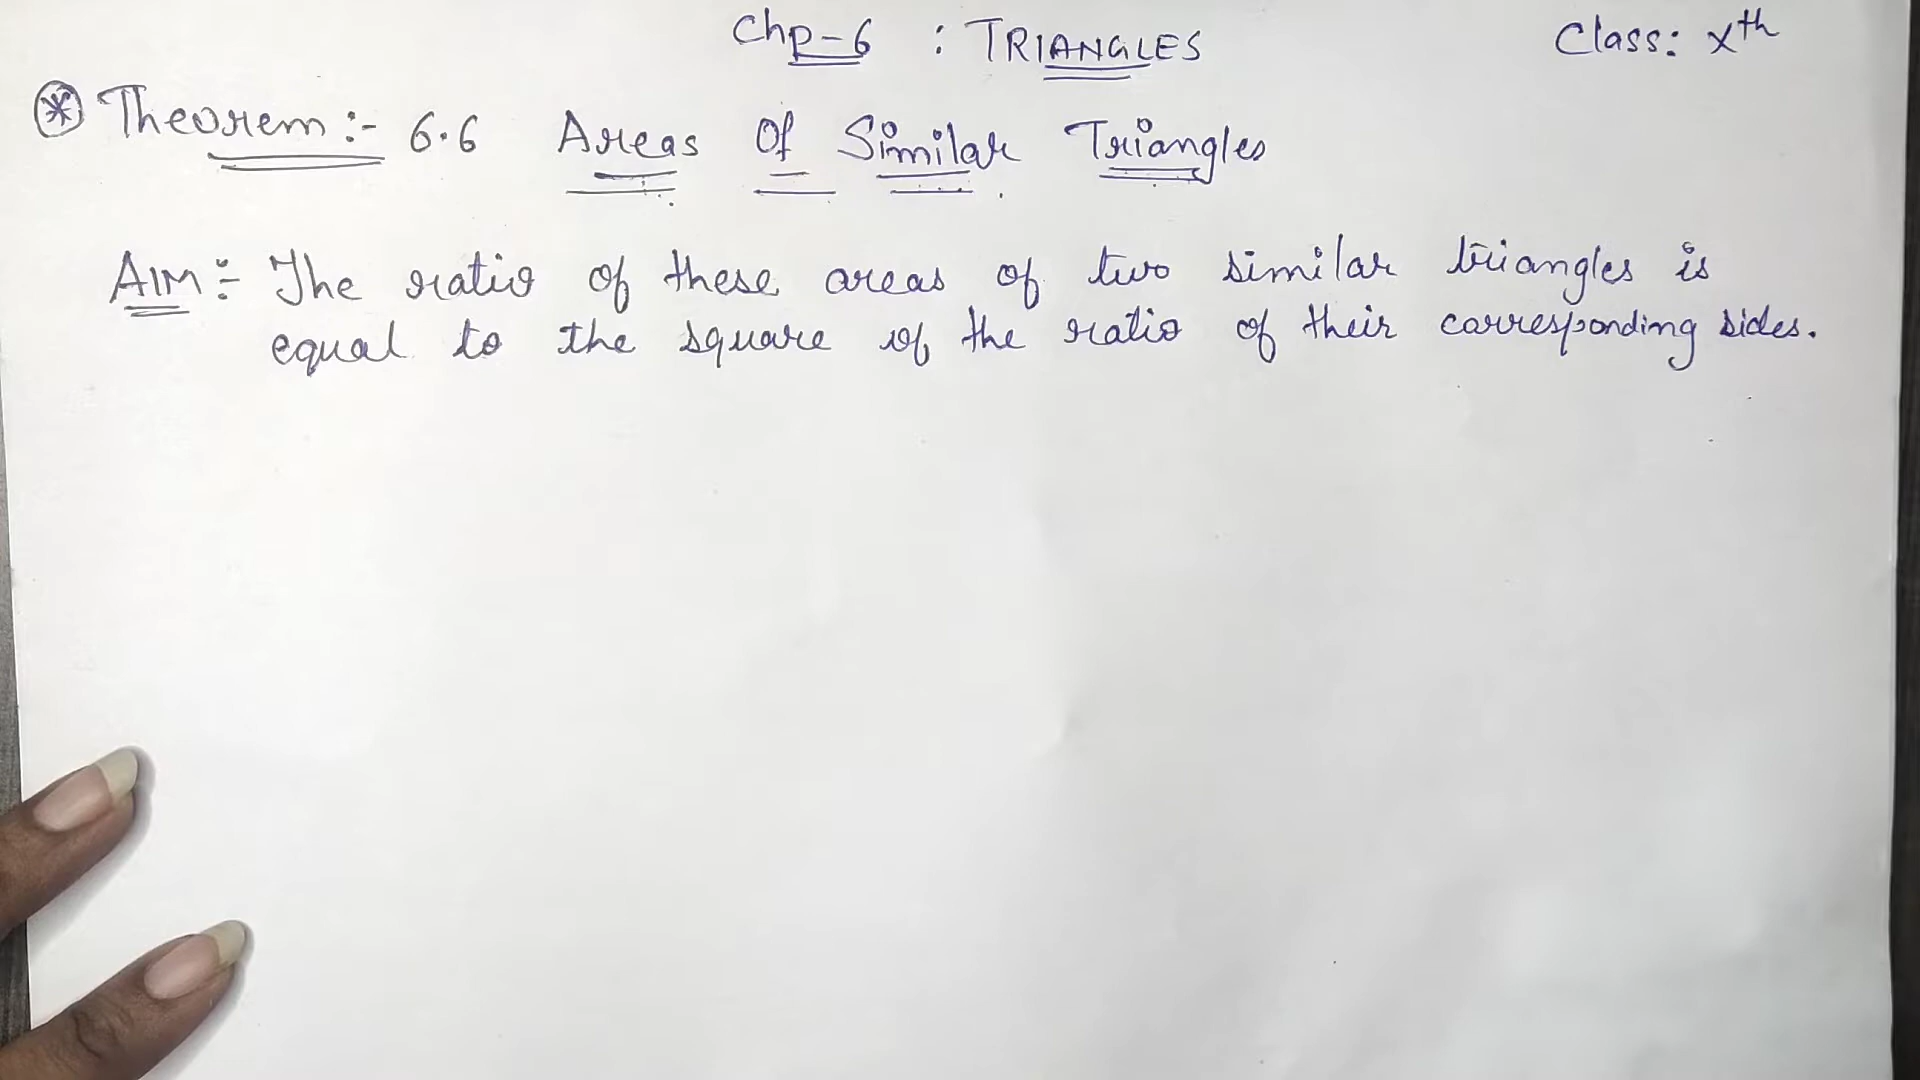 Chp-6 : TRIANGLES Class: Xth
* Theorem:- 6.6 Areas Of Similar Triangles
AIM:- The ratio of these areas of two similar triangles is
equal to the square of the ratio of their corresponding sides.